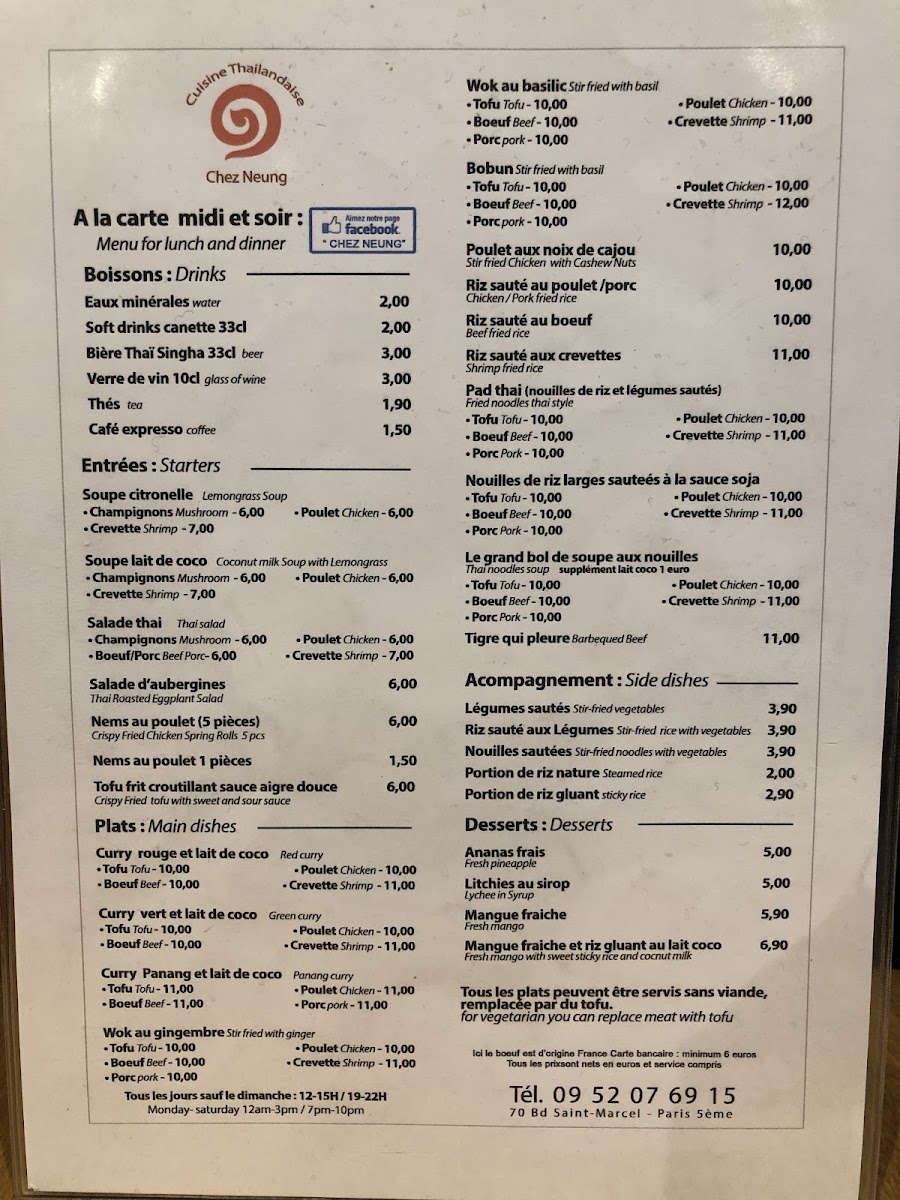 Cuisine Thaïlandaise
Chez Neung
A la carte midi et soir :
Menu for lunch and dinner
Aimez notre page
facebook.
" CHEZ NEUNG"
Boissons : Drinks
Eaux minérales water 2,00
Soft drinks canette 33cl 2,00
Bière Thaï Singha 33cl beer 3,00
Verre de vin 10cl glass of wine 3,00
Thés tea 1,90
Café expresso coffee 1,50
Entrées : Starters
Soupe citronelle Lemongrass Soup
• Champignons Mushroom - 6,00 • Poulet Chicken - 6,00
• Crevette Shrimp - 7,00
Soupe lait de coco Coconut milk Soup with Lemongrass
• Champignons Mushroom - 6,00 • Poulet Chicken - 6,00
• Crevette Shrimp - 7,00
Salade thai Thai salad
• Champignons Mushroom - 6,00 • Poulet Chicken - 6,00
• Boeuf/Porc Beef Porc- 6,00 • Crevette Shrimp - 7,00
Salade d'aubergines 6,00
Thai Roasted Eggplant Salad
Nems au poulet (5 pièces) 6,00
Crispy Fried Chicken Spring Rolls 5 pcs
Nems au poulet 1 pièces 1,50
Tofu frit croutillant sauce aigre douce 6,00
Crispy Fried tofu with sweet and sour sauce
Plats : Main dishes
Curry rouge et lait de coco Red curry
• Tofu Tofu - 10,00 • Poulet Chicken - 10,00
• Boeuf Beef - 10,00 • Crevette Shrimp - 11,00
Curry vert et lait de coco Green curry
• Tofu Tofu - 10,00 • Poulet Chicken - 10,00
• Boeuf Beef - 10,00 • Crevette Shrimp - 11,00
Curry Panang et lait de coco Panang curry
• Tofu Tofu - 11,00 • Poulet Chicken - 11,00
• Boeuf Beef - 11,00 • Porc pork - 11,00
Wok au gingembre Stir fried with ginger
• Tofu Tofu - 10,00 • Poulet Chicken - 10,00
• Boeuf Beef - 10,00 • Crevette Shrimp - 11,00
• Porc pork - 10,00
Tous les jours sauf le dimanche : 12-15H / 19-22H
Monday- saturday 12am-3pm / 7pm-10pm
Wok au basilic Stir fried with basil
• Tofu Tofu - 10,00 • Poulet Chicken - 10,00
• Boeuf Beef - 10,00 • Crevette Shrimp - 11,00
• Porc pork - 10,00
Bobun Stir fried with basil
• Tofu Tofu - 10,00 • Poulet Chicken - 10,00
• Boeuf Beef - 10,00 • Crevette Shrimp - 12,00
• Porc pork - 10,00
Poulet aux noix de cajou 10,00
Stir fried Chicken with Cashew Nuts
Riz sauté au poulet /porc 10,00
Chicken / Pork fried rice
Riz sauté au boeuf 10,00
Beef fried rice
Riz sauté aux crevettes 11,00
Shrimp fried rice
Pad thai (nouilles de riz et légumes sautés)
Fried noodles thai style
• Tofu Tofu - 10,00 • Poulet Chicken - 10,00
• Boeuf Beef - 10,00 • Crevette Shrimp - 11,00
• Porc Pork - 10,00
Nouilles de riz larges sauteés à la sauce soja
• Tofu Tofu - 10,00 • Poulet Chicken - 10,00
• Boeuf Beef - 10,00 • Crevette Shrimp - 11,00
• Porc Pork - 10,00
Le grand bol de soupe aux nouilles
Thai noodles soup supplément lait coco 1 euro
• Tofu Tofu - 10,00 • Poulet Chicken - 10,00
• Boeuf Beef - 10,00 • Crevette Shrimp - 11,00
• Porc Pork - 10,00
Tigre qui pleure Barbequed Beef 11,00
Acompagnement : Side dishes
Légumes sautés Stir-fried vegetables 3,90
Riz sauté aux Légumes Stir-fried rice with vegetables 3,90
Nouilles sautées Stir-fried noodles with vegetables 3,90
Portion de riz nature Steamed rice 2,00
Portion de riz gluant sticky rice 2,90
Desserts : Desserts
Ananas frais 5,00
Fresh pineapple
Litchies au sirop 5,00
Lychee in Syrup
Mangue fraiche 5,90
Fresh mango
Mangue fraiche et riz gluant au lait coco 6,90
Fresh mango with sweet sticky rice and cocnut milk
Tous les plats peuvent être servis sans viande,
remplacée par du tofu.
for vegetarian you can replace meat with tofu
Ici le boeuf est d'origine France Carte bancaire : minimum 6 euros
Tous les prixsont nets en euros et service compris
Tél. 09 52 07 69 15
70 Bd Saint-Marcel - Paris 5ème